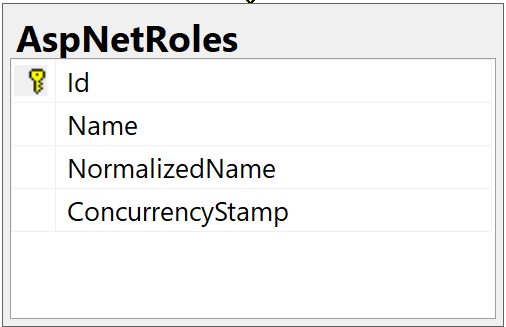 AspNetRoles
Id
Name
NormalizedName
ConcurrencyStamp